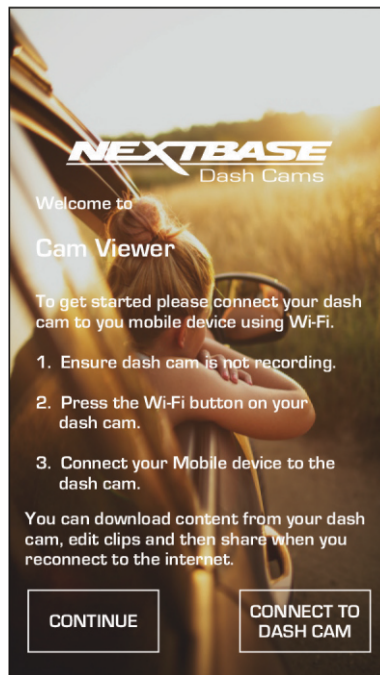 NEXTBASE
Dash Cams
Welcome to
Cam Viewer
To get started please connect your dash
cam to you mobile device using Wi-Fi.
1. Ensure dash cam is not recording.
2. Press the Wi-Fi button on your
dash cam.
3. Connect your Mobile device to the
dash cam.
You can download content from your dash
cam, edit clips and then share when you
reconnect to the internet.
CONTINUE
CONNECT TO
DASH CAM